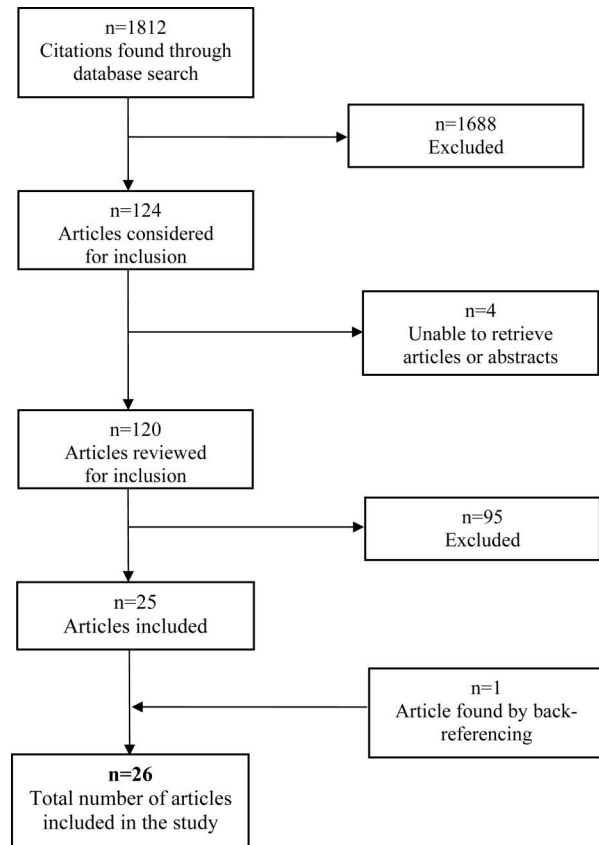 n=1812
Citations found through
database search
n=1688
Excluded
n=124
Articles considered
for inclusion
n=4
Unable to retrieve
articles or abstracts
n=120
Articles reviewed
for inclusion
n=95
Excluded
n=25
Articles included
n=1
Article found by back-
referencing
n=26
Total number of articles
included in the study